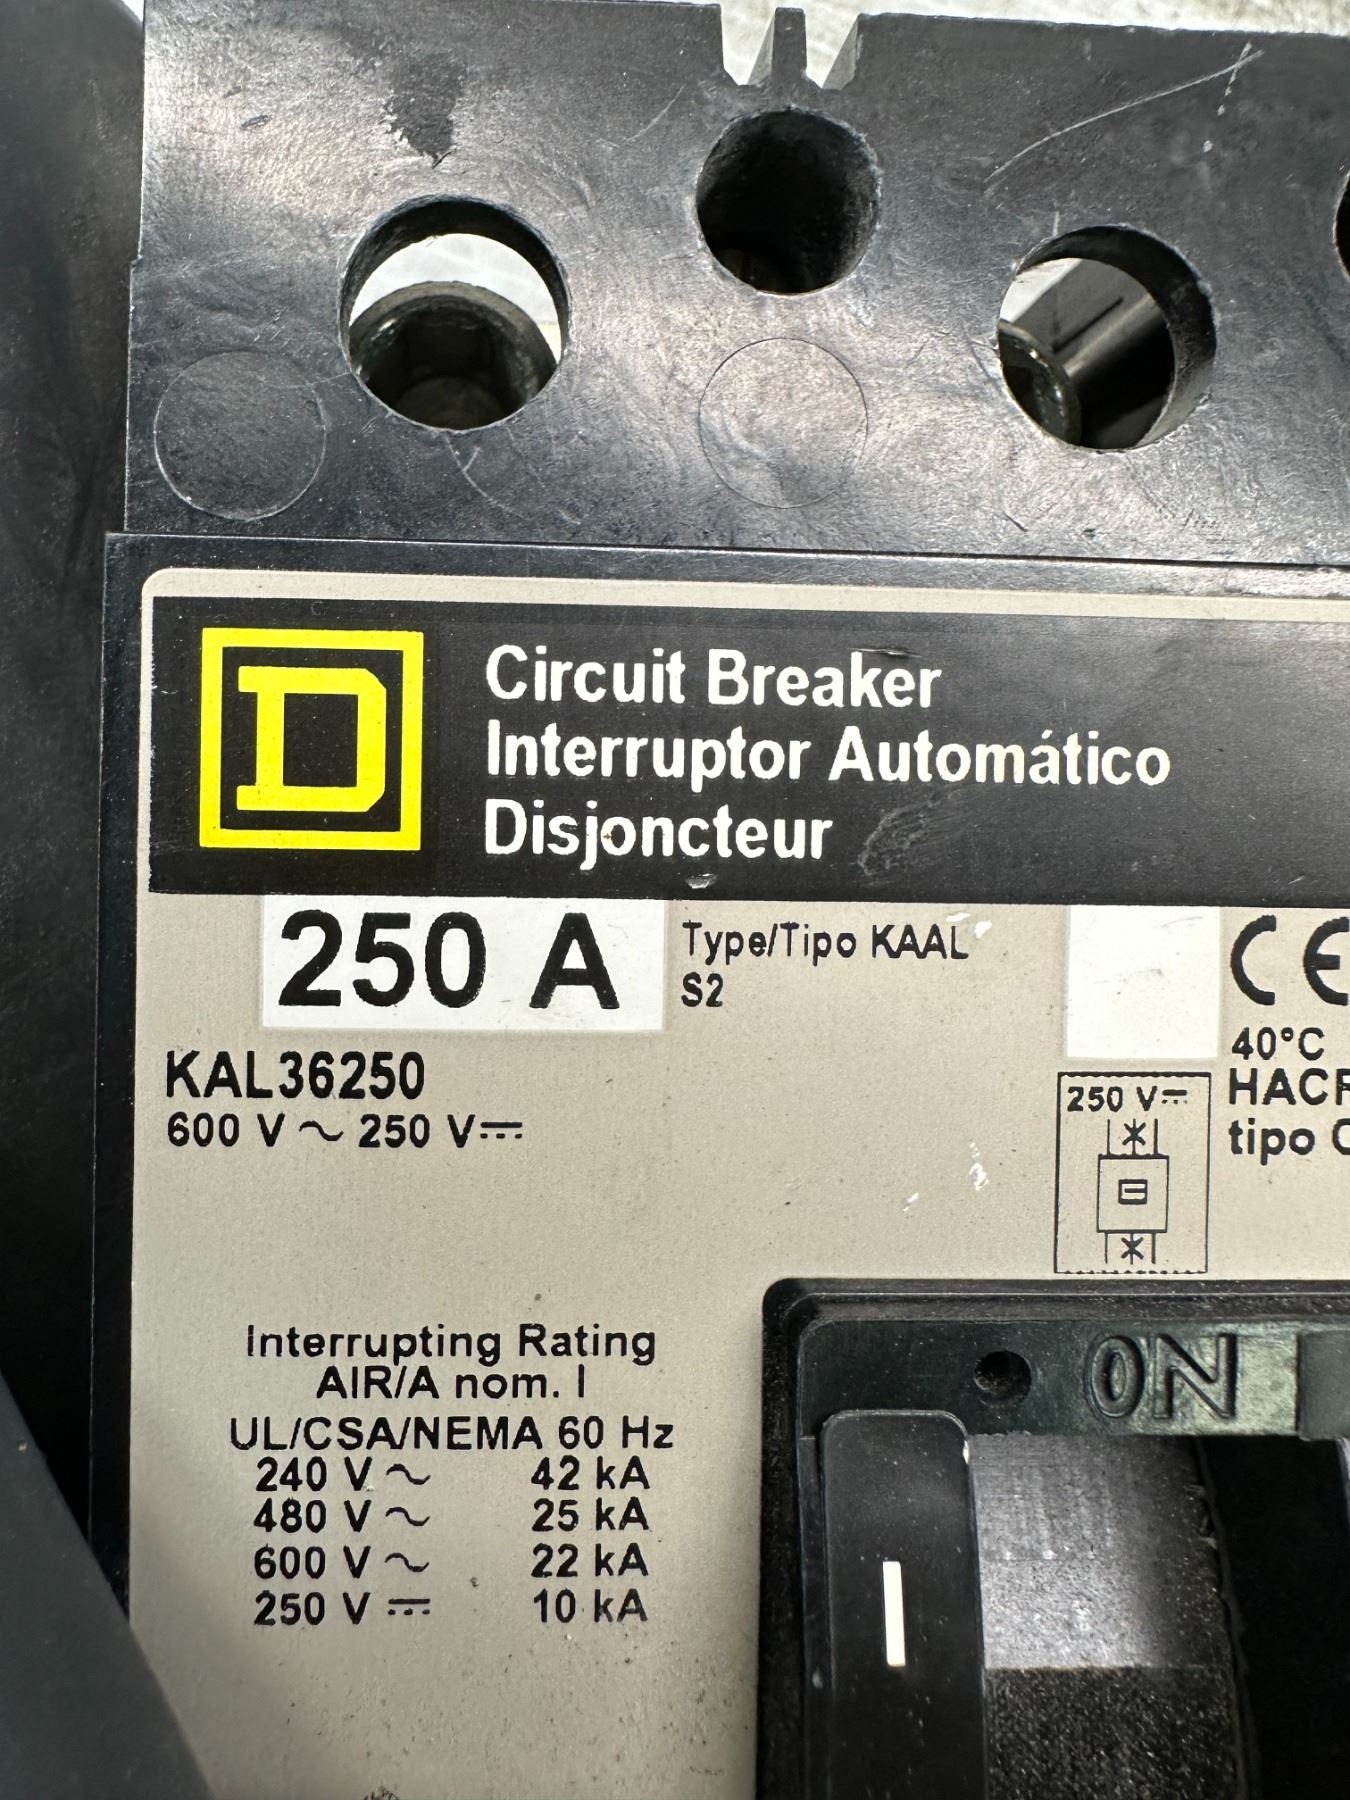 D
Circuit Breaker
Interruptor Automático
Disjoncteur
250 A
Type/Tipo KAAL
S2
CE
40°C
KAL36250
600 V ~ 250 V⎓
250 V⎓
tipo
Interrupting Rating
AIR/A nom. I
UL/CSA/NEMA 60 Hz
240 V ~ 42 kA
480 V ~ 25 kA
600 V ~ 22 kA
250 V ⎓ 10 kA
ON
I